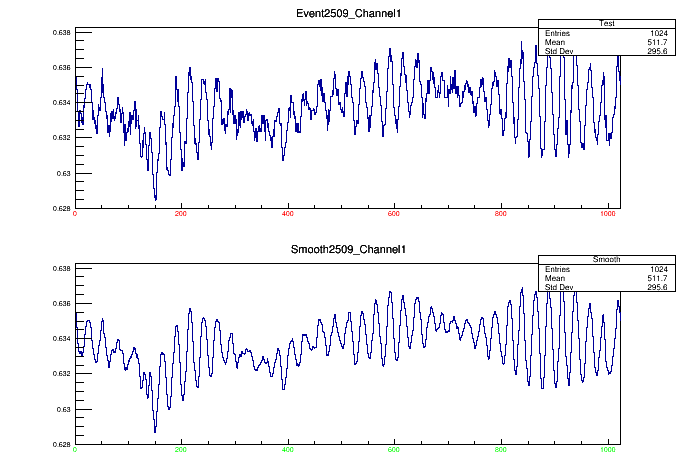 Event2509_Channel1
Test
Entries 1024
Mean 511.7
Std Dev 295.6
0.638
0.636
0.634
0.632
0.63
0.628
0 200 400 600 800 1000
Smooth2509_Channel1
Smooth
Entries 1024
Mean 511.7
Std Dev 295.6
0.638
0.636
0.634
0.632
0.63
0.628
0 200 400 600 800 1000